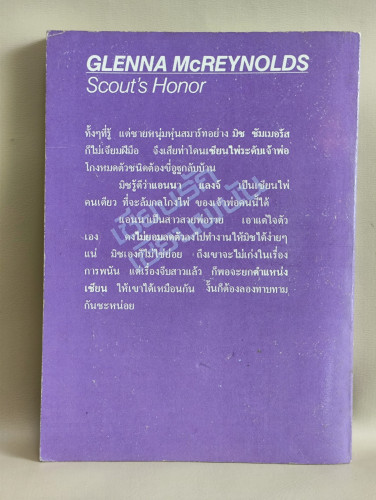 GLENNA McREYNOLDS
Scout's Honor
ทั้งๆที่รู้ แต่ชายหนุ่มหุ่นสมาร์ทอย่าง มิช ซัมเมอร์ส
ก็ไม่เจียมฝีมือ จึงเสียท่าโดนเซียนไพ่ระดับเจ้าพ่อ
โกงหมดตัวชนิดต้องขี่อูฐกลับบ้าน
มิชรู้ดีว่าแอนนา แลงจ์ เป็นเซียนไพ่
คนเดียว ที่จะล้มกลโกงไพ่ ของเจ้าพ่อคนนี้ได้
แอนนาเป็นสาวสวยพ่อรวย เอาแต่ใจตัว
เอง คงไม่ยอมลดตัวลงไปทำงานให้มิชได้ง่ายๆ
แน่ มิชเองก็ไม่ใช่ย่อย ถึงเขาจะไม่เก่งในเรื่อง
การพนัน แต่เรื่องจีบสาวแล้ว ก็พอจะยกตำแหน่ง
เซียน ให้เขาได้เหมือนกัน งั้นก็ต้องลองทาบทาม
กันซะหน่อย